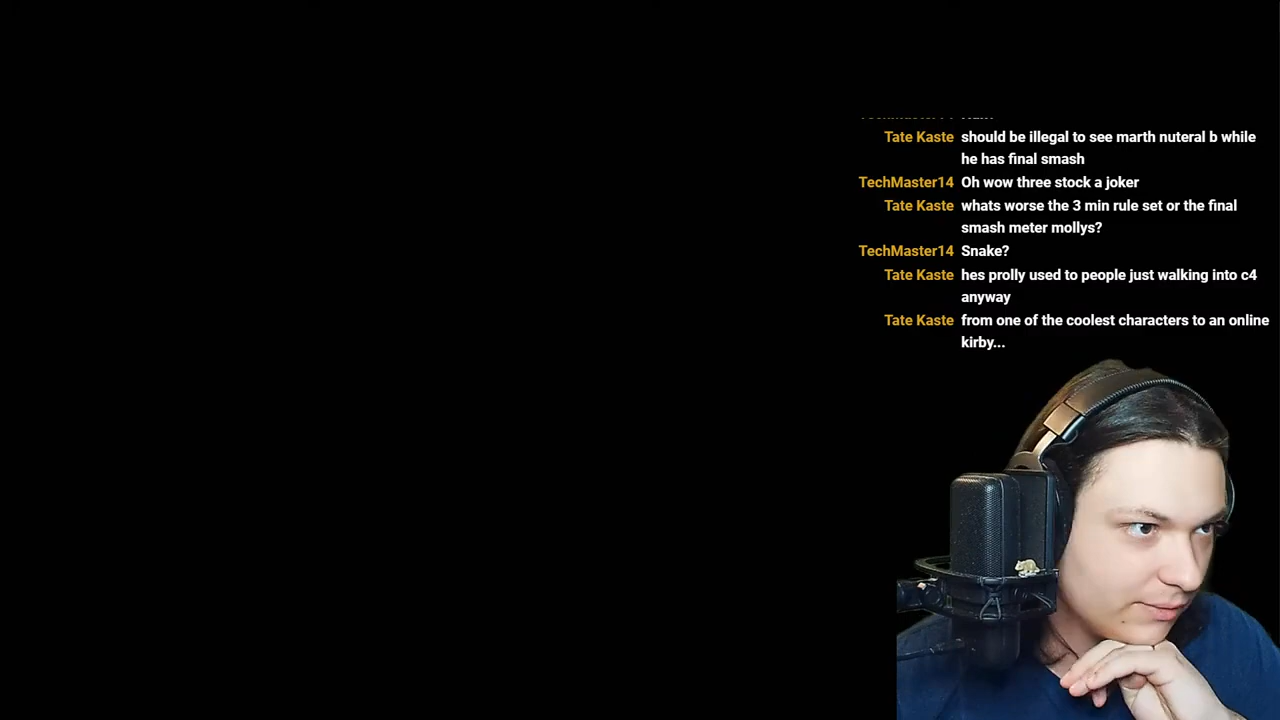 Tate Kaste should be illegal to see marth nuteral b while
he has final smash
TechMaster14 Oh wow three stock a joker
Tate Kaste whats worse the 3 min rule set or the final
smash meter mollys?
TechMaster14 Snake?
Tate Kaste hes prolly used to people just walking into c4
anyway
Tate Kaste from one of the coolest characters to an online
kirby...